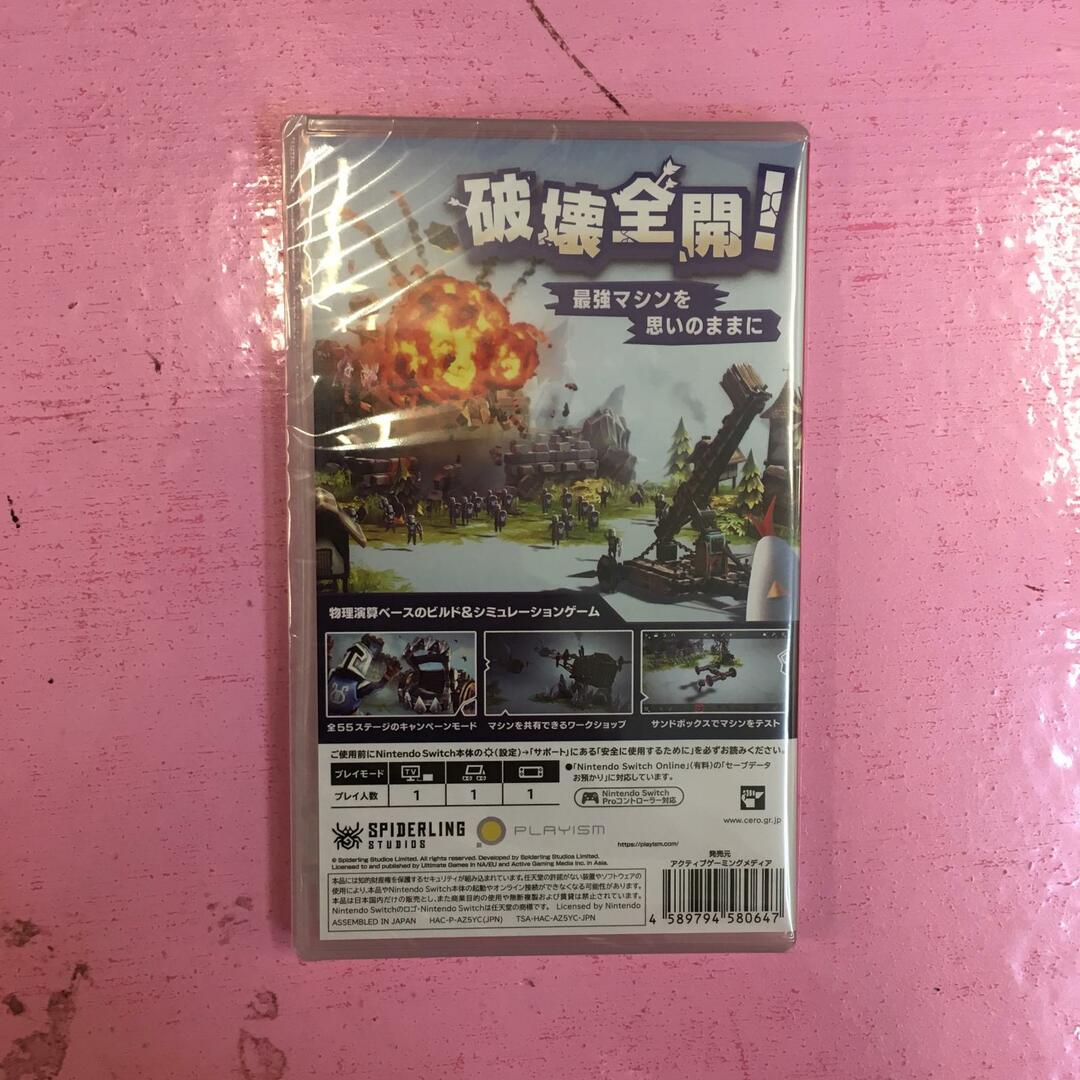 破壊全開!
最強マシンを
思いのままに
物理演算ベースのビルド&シミュレーションゲーム
全55ステージのキャンペーンモード
マシンを共有できるワークショップ
サンドボックスでマシンをテスト
ご使用前にNintendo Switch本体の(設定)→「サポート」にある「安全に使用するために」を必ずお読みください。
プレイモード
TV
プレイ人数 1 1 1
●「Nintendo Switch Online」(有料)の「セーブデータ
お預かり」に対応しています。
Nintendo Switch
Proコントローラー対応
www.cero.gr.jp
SPIDERLING
STUDIOS
PLAYISM
https://playism.com/
発売元
アクティブゲーミングメディア
© Spiderling Studios Limited. All rights reserved. Developed by Spiderling Studios Limited.
Licensed to and published by Ultimate Games in NA/EU and Active Gaming Media Inc. in Asia.
本品には知的財産権を保護するセキュリティが組み込まれています。任天堂の許諾がない装置やソフトウェアの
使用により、本品やNintendo Switch本体の起動やオンライン接続ができなくなる可能性があります。
本品は日本国内だけの販売とし、また商業目的の使用や無断複製および賃貸は禁止されています。
Nintendo Switchのロゴ・Nintendo Switchは任天堂の商標です。 Licensed by Nintendo
ASSEMBLED IN JAPAN HAC-P-AZ5YC(JPN) TSA-HAC-AZ5YC-JPN
4 589794 580647